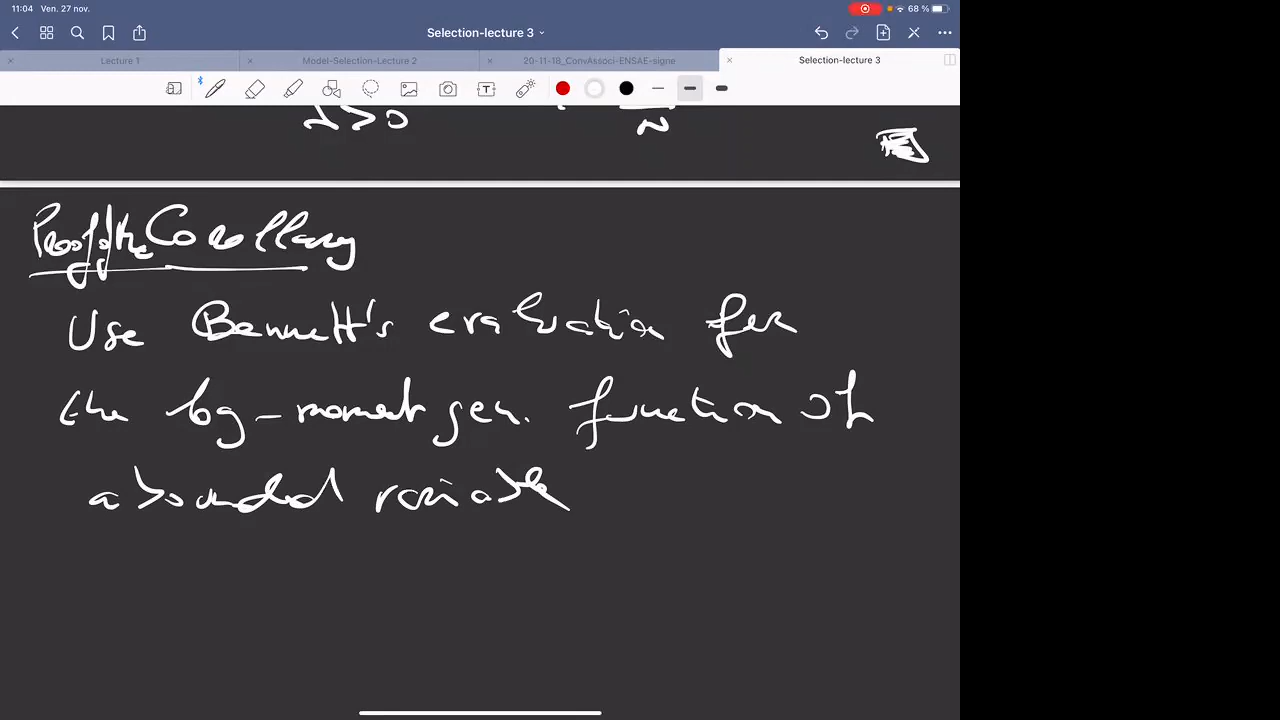 11:04 Ven. 27 nov. 68 %
Selection-lecture 3
Lecture 1 Model-Selection-Lecture 2 20-11-18_ConvAssoci-ENSAE-signe Selection-lecture 3
λ > 0
Proof of the Corollary
Use Bennett's evaluation for
the log-moment gen. function of
a bounded variable